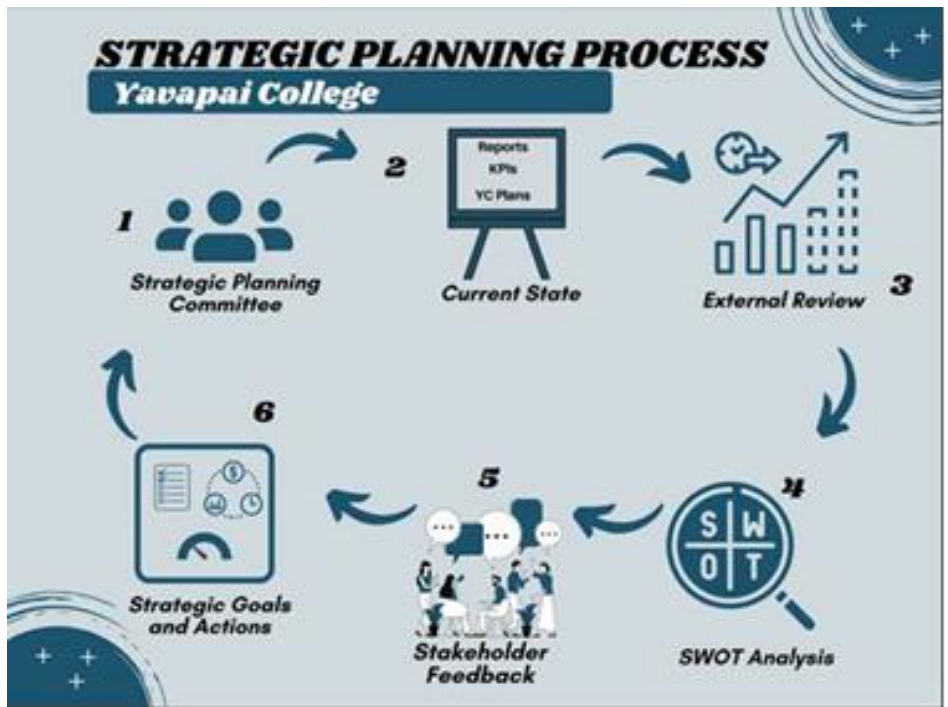 STRATEGIC PLANNING PROCESS
Yavapai College
1
Strategic Planning
Committee
2
Reports
KPIs
YC Plans
Current State
3
External Review
4
S W
O T
SWOT Analysis
5
Stakeholder
Feedback
6
$
Strategic Goals
and Actions